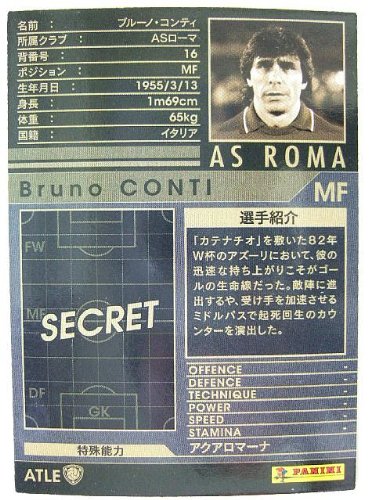 名前 : ブルーノ・コンティ
所属クラブ : ASローマ
背番号 : 16
ポジション : MF
生年月日 : 1955/3/13
身長 : 1m69cm
体重 : 65kg
国籍 : イタリア
AS ROMA
Bruno CONTI
MF
FW
MF
SECRET
DF
GK
選手紹介
「カテナチオ」を敷いた82年
W杯のアズーリにおいて、彼の
迅速な持ち上がりこそがゴー
ルの生命線だった。敵陣に進
出するや、受け手を加速させる
ミドルパスで起死回生のカウ
ンターを演出した。
OFFENCE -
DEFENCE -
TECHNIQUE -
POWER -
SPEED -
STAMINA -
特殊能力
アクアロマーナ
ATLE
PANINI